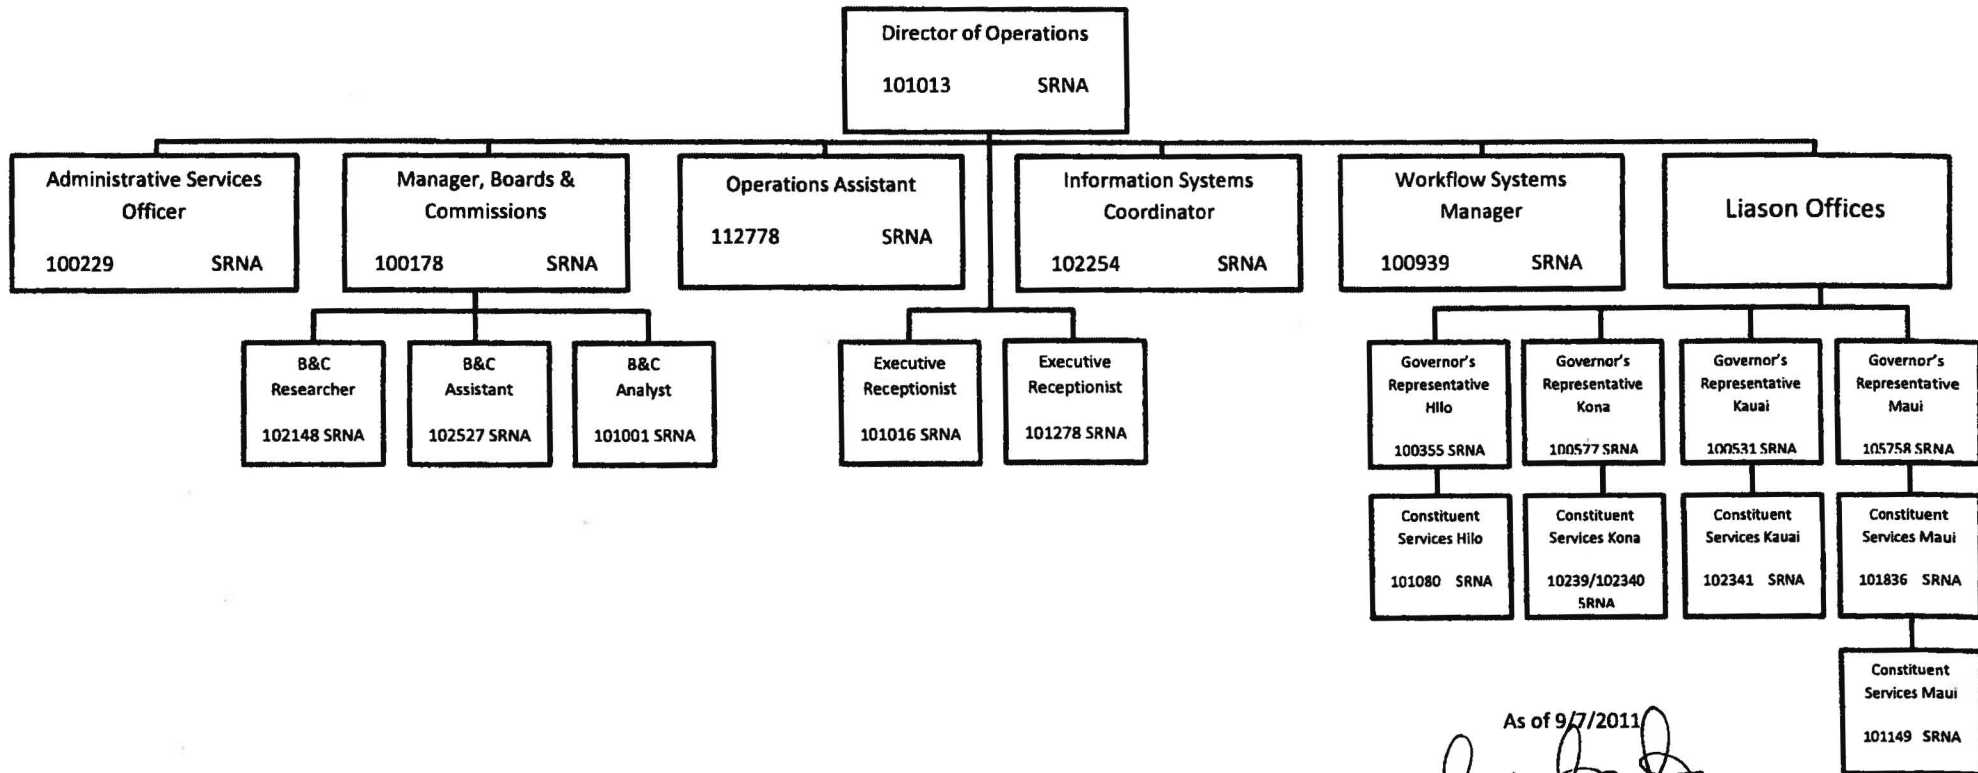 Director of Operations
101013 SRNA
Administrative Services
Officer
100229 SRNA
Manager, Boards &
Commissions
100178 SRNA
Operations Assistant
112778 SRNA
Information Systems
Coordinator
102254 SRNA
Workflow Systems
Manager
100939 SRNA
Liason Offices
B&C
Researcher
102148 SRNA
B&C
Assistant
102527 SRNA
B&C
Analyst
101001 SRNA
Executive
Receptionist
101016 SRNA
Executive
Receptionist
101278 SRNA
Governor's
Representative
Hilo
100355 SRNA
Governor's
Representative
Kona
100577 SRNA
Governor's
Representative
Kauai
100531 SRNA
Governor's
Representative
Maui
105758 SRNA
Constituent
Services Hilo
101080 SRNA
Constituent
Services Kona
10239/102340
SRNA
Constituent
Services Kauai
102341 SRNA
Constituent
Services Maui
101836 SRNA
Constituent
Services Maui
101149 SRNA
As of 9/7/2011